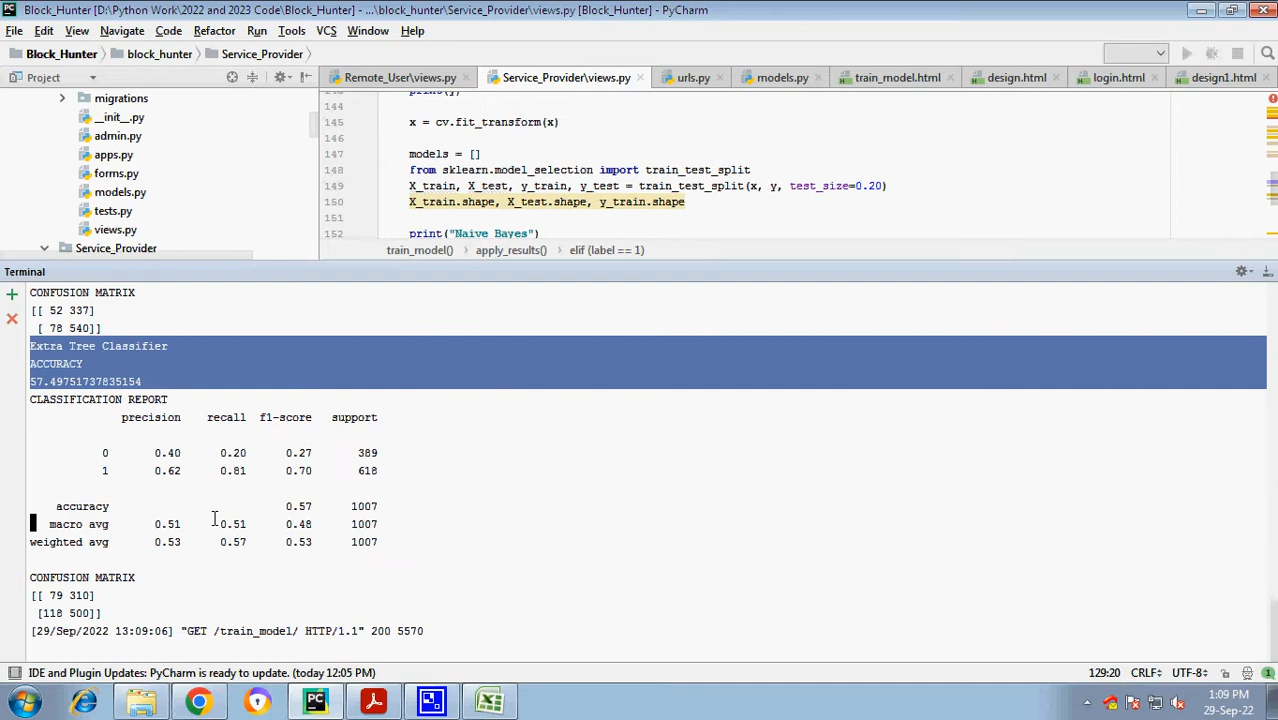 Block_Hunter [D:\Python Work\2022 and 2023 Code\Block_Hunter] - ...\block_hunter\Service_Provider\views.py [Block_Hunter] - PyCharm
File Edit View Navigate Code Refactor Run Tools VCS Window Help
Block_Hunter block_hunter Service_Provider
Project
Remote_User\views.py Service_Provider\views.py urls.py models.py train_model.html design.html login.html design1.html
migrations
__init__.py
admin.py
apps.py
forms.py
models.py
tests.py
views.py
Service_Provider
144
145 x = cv.fit_transform(x)
146
147 models = []
148 from sklearn.model_selection import train_test_split
149 X_train, X_test, y_train, y_test = train_test_split(x, y, test_size=0.20)
150 X_train.shape, X_test.shape, y_train.shape
151
152 print("Naive Bayes")
train_model() apply_results() elif (label == 1)
Terminal
CONFUSION MATRIX
[[ 52 337]
[ 78 540]]
Extra Tree Classifier
ACCURACY
57.49751737835154
CLASSIFICATION REPORT
precision recall f1-score support
0 0.40 0.20 0.27 389
1 0.62 0.81 0.70 618
accuracy 0.57 1007
macro avg 0.51 0.51 0.48 1007
weighted avg 0.53 0.57 0.53 1007
CONFUSION MATRIX
[[ 79 310]
[118 500]]
[29/Sep/2022 13:09:06] "GET /train_model/ HTTP/1.1" 200 5570
IDE and Plugin Updates: PyCharm is ready to update. (today 12:05 PM) 129:20 CRLF UTF-8 1
1:09 PM
29-Sep-22